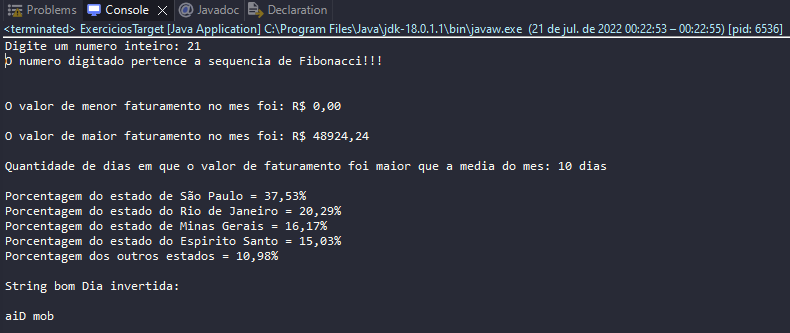 Problems Console Javadoc Declaration
<terminated> ExerciciosTarget [Java Application] C:\Program Files\Java\jdk-18.0.1.1\bin\javaw.exe (21 de jul. de 2022 00:22:53 – 00:22:55) [pid: 6536]
Digite um numero inteiro: 21
O numero digitado pertence a sequencia de Fibonacci!!!
O valor de menor faturamento no mes foi: R$ 0,00
O valor de maior faturamento no mes foi: R$ 48924,24
Quantidade de dias em que o valor de faturamento foi maior que a media do mes: 10 dias
Porcentagem do estado de São Paulo = 37,53%
Porcentagem do estado do Rio de Janeiro = 20,29%
Porcentagem do estado de Minas Gerais = 16,17%
Porcentagem do estado do Espirito Santo = 15,03%
Porcentagem dos outros estados = 10,98%
String bom Dia invertida:
aiD mob